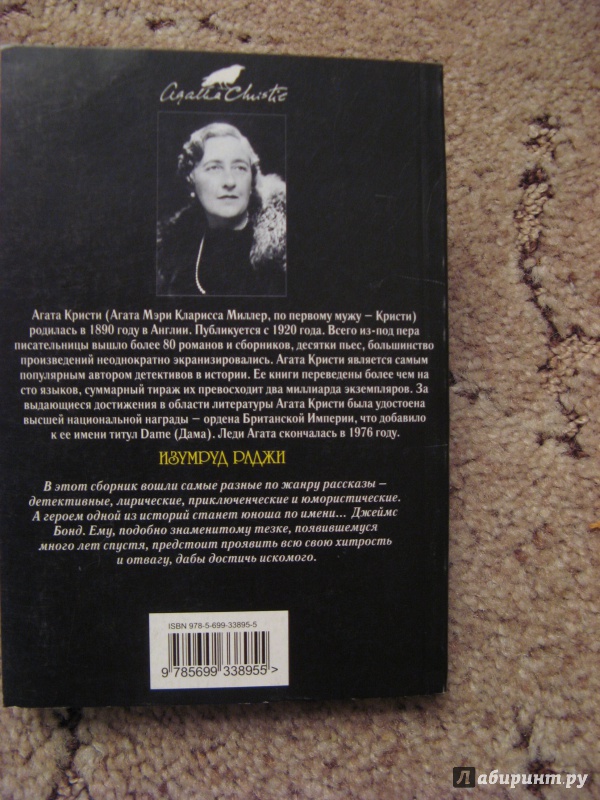 Agatha Christie
Агата Кристи (Агата Мэри Кларисса Миллер, по первому мужу – Кристи)
родилась в 1890 году в Англии. Публикуется с 1920 года. Всего из-под пера
писательницы вышло более 80 романов и сборников, десятки пьес, большинство
произведений неоднократно экранизировались. Агата Кристи является самым
популярным автором детективов в истории. Ее книги переведены более чем на
сто языков, суммарный тираж их превосходит два миллиарда экземпляров. За
выдающиеся достижения в области литературы Агата Кристи была удостоена
высшей национальной награды – ордена Британской Империи, что добавило
к ее имени титул Dame (Дама). Леди Агата скончалась в 1976 году.
ИЗУМРУД РАДЖИ
В этот сборник вошли самые разные по жанру рассказы –
детективные, лирические, приключенческие и юмористические.
А героем одной из историй станет юноша по имени... Джеймс
Бонд. Ему, подобно знаменитому тезке, появившемуся
много лет спустя, предстоит проявить всю свою хитрость
и отвагу, дабы достичь искомого.
ISBN 978-5-699-33895-5
9 785699 338955 >
Лабиринт.ру